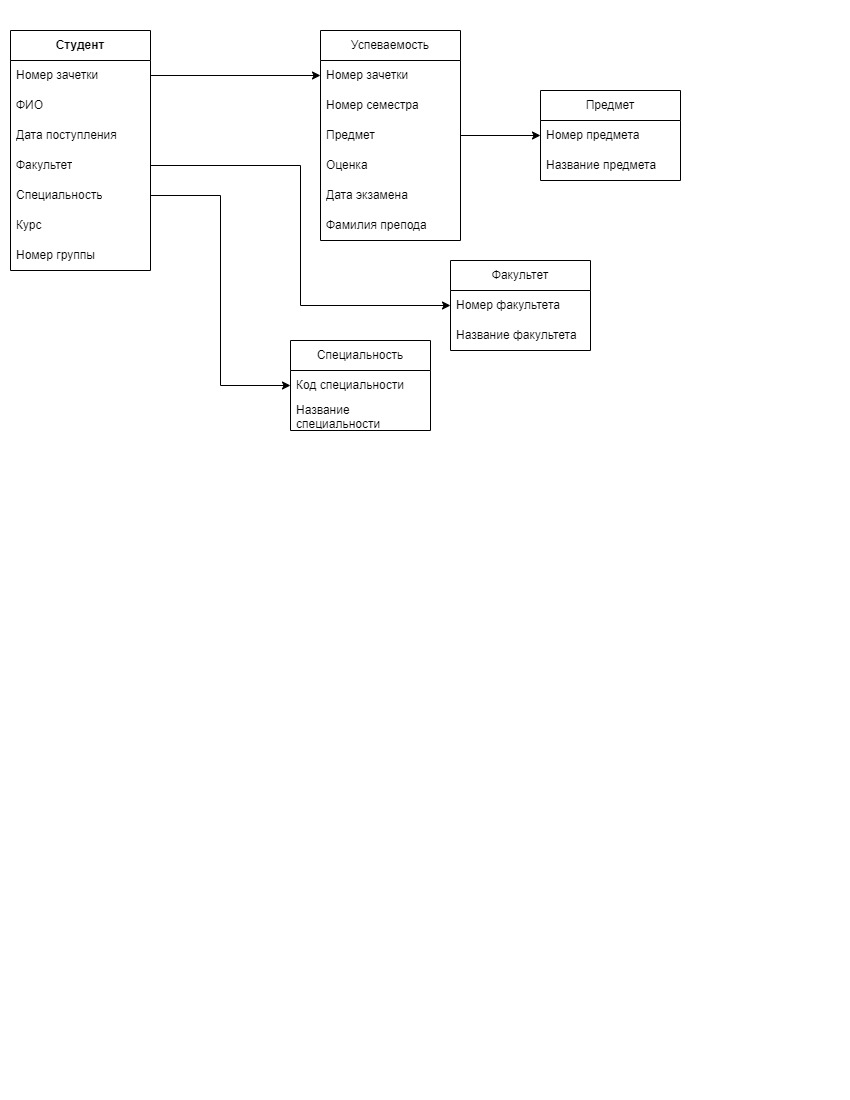 Студент
Номер зачетки
ФИО
Дата поступления
Факультет
Специальность
Курс
Номер группы
Успеваемость
Номер зачетки
Номер семестра
Предмет
Оценка
Дата экзамена
Фамилия препода
Предмет
Номер предмета
Название предмета
Факультет
Номер факультета
Название факультета
Специальность
Код специальности
Название
специальности